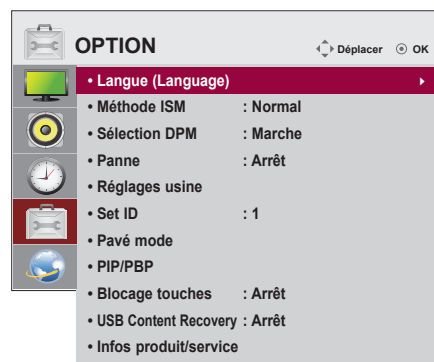 OPTION Déplacer OK
• Langue (Language)
• Méthode ISM : Normal
• Sélection DPM : Marche
• Panne : Arrêt
• Réglages usine
• Set ID : 1
• Pavé mode
• PIP/PBP
• Blocage touches : Arrêt
• USB Content Recovery : Arrêt
• Infos produit/service